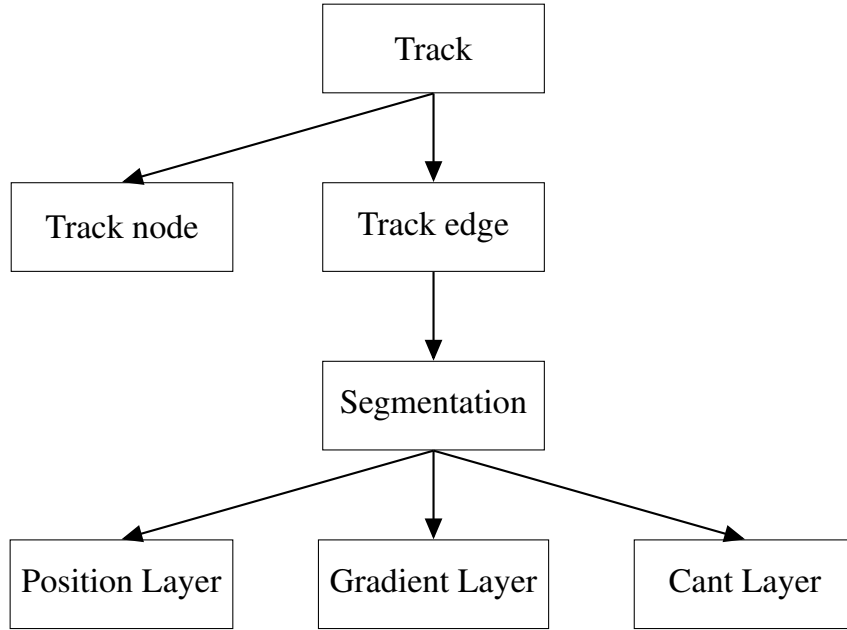 Track
Track node
Track edge
Segmentation
Position Layer
Gradient Layer
Cant Layer